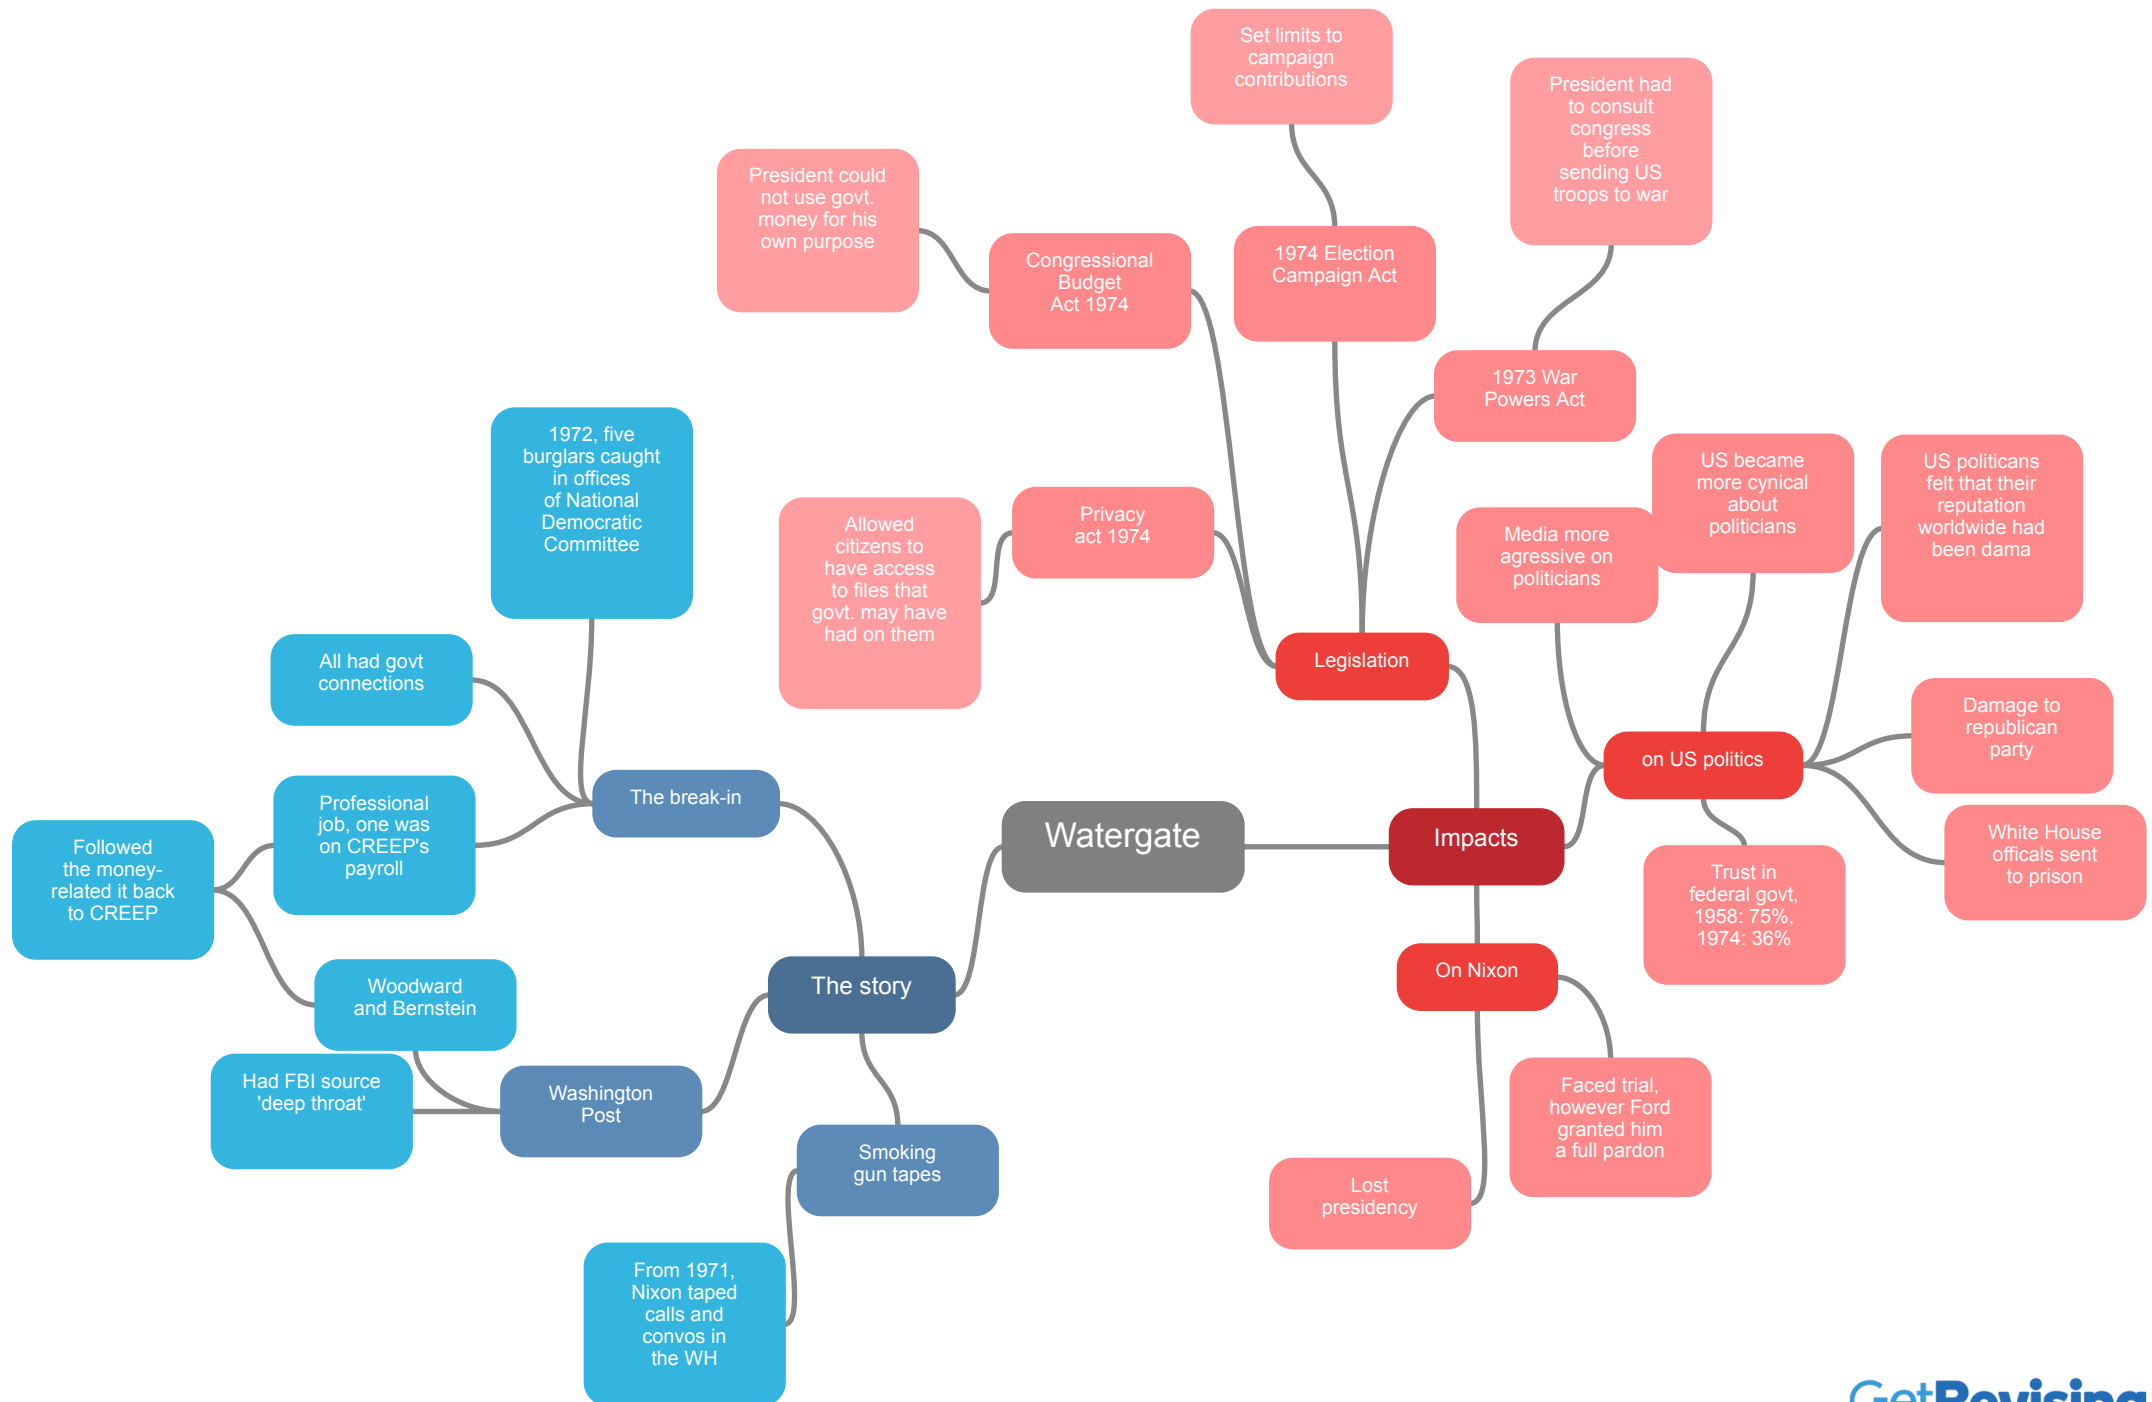 Set limits to
campaign
contributions
President had
to consult
congress
before
sending US
troops to war
President could
not use govt.
money for his
own purpose
Congressional
Budget
Act 1974
1974 Election
Campaign Act
1973 War
Powers Act
1972, five
burglars caught
in offices
of National
Democratic
Committee
Allowed
citizens to
have access
to files that
govt. may have
had on them
Privacy
act 1974
Media more
agressive on
politicians
US became
more cynical
about
politicians
US politicans
felt that their
reputation
worldwide had
been dama
All had govt
connections
Legislation
Damage to
republican
party
on US politics
The break-in
Professional
job, one was
on CREEP's
payroll
Followed
the money-
related it back
to CREEP
Watergate
Impacts
White House
officals sent
to prison
Trust in
federal govt,
1958: 75%,
1974: 36%
Woodward
and Bernstein
The story
On Nixon
Had FBI source
'deep throat'
Washington
Post
Smoking
gun tapes
Faced trial,
however Ford
granted him
a full pardon
Lost
presidency
From 1971,
Nixon taped
calls and
convos in
the WH
GetRevising